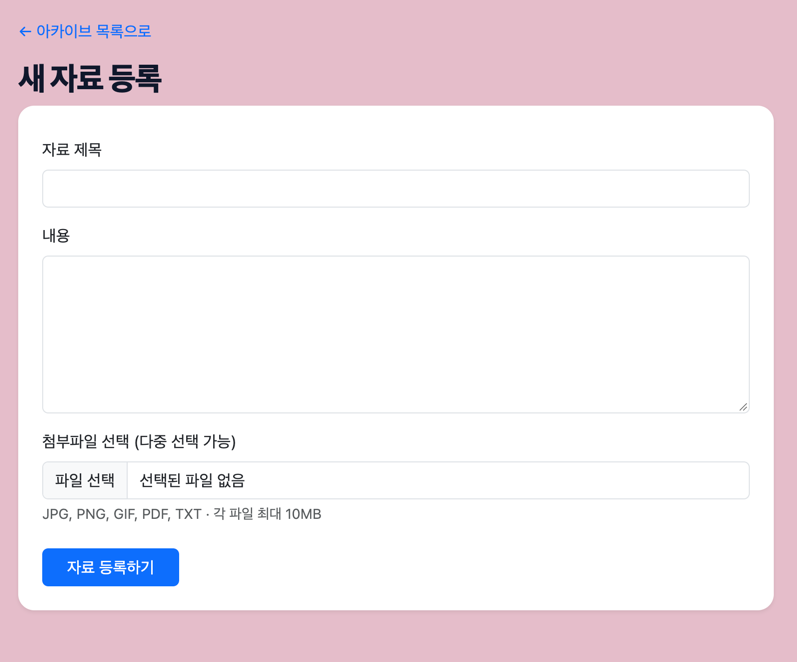 ← 아카이브 목록으로
새 자료 등록
자료 제목
내용
첨부파일 선택 (다중 선택 가능)
파일 선택 선택된 파일 없음
JPG, PNG, GIF, PDF, TXT · 각 파일 최대 10MB
자료 등록하기